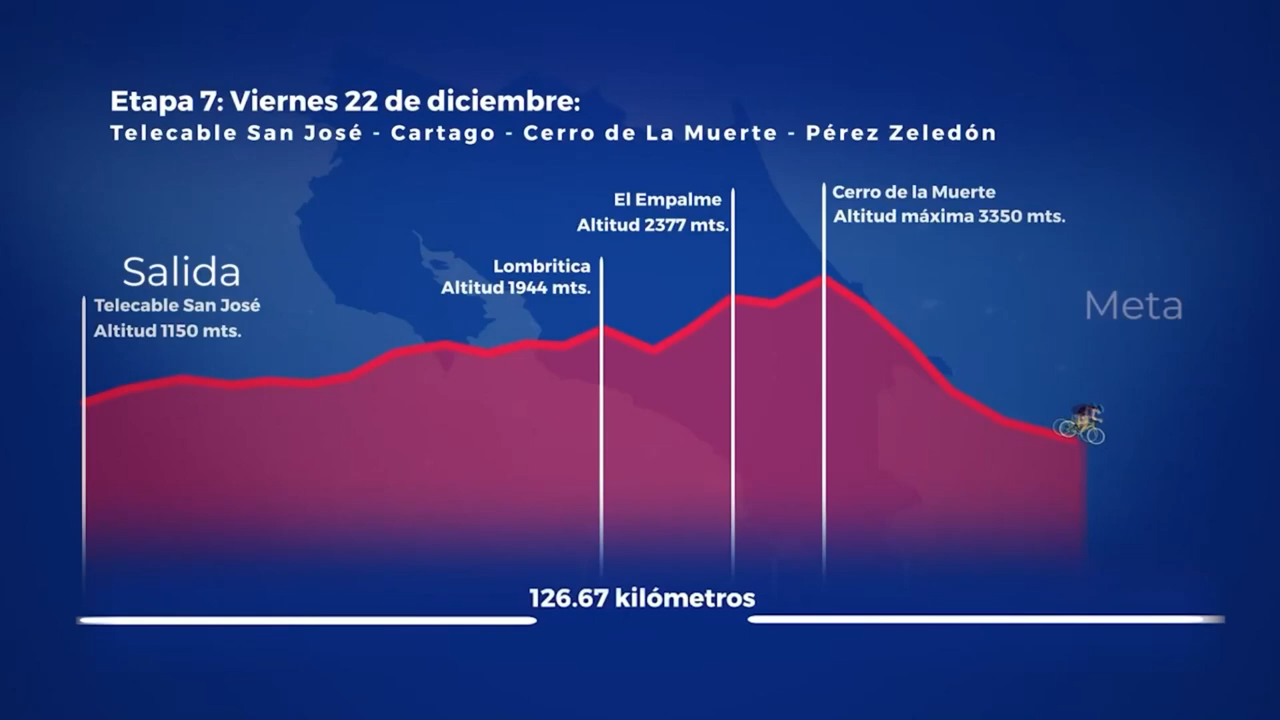 Etapa 7: Viernes 22 de diciembre:
Telecable San José - Cartago - Cerro de La Muerte - Pérez Zeledón
Salida
Telecable San José
Altitud 1150 mts.
Lombritica
Altitud 1944 mts.
El Empalme
Altitud 2377 mts.
Cerro de la Muerte
Altitud máxima 3350 mts.
Meta
126.67 kilómetros